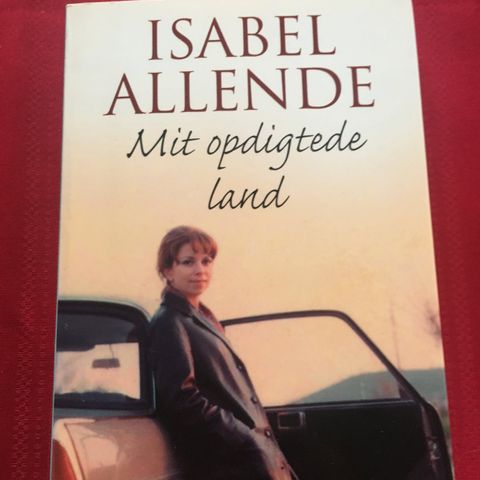 ISABEL
ALLENDE
Mit opdigtede
land